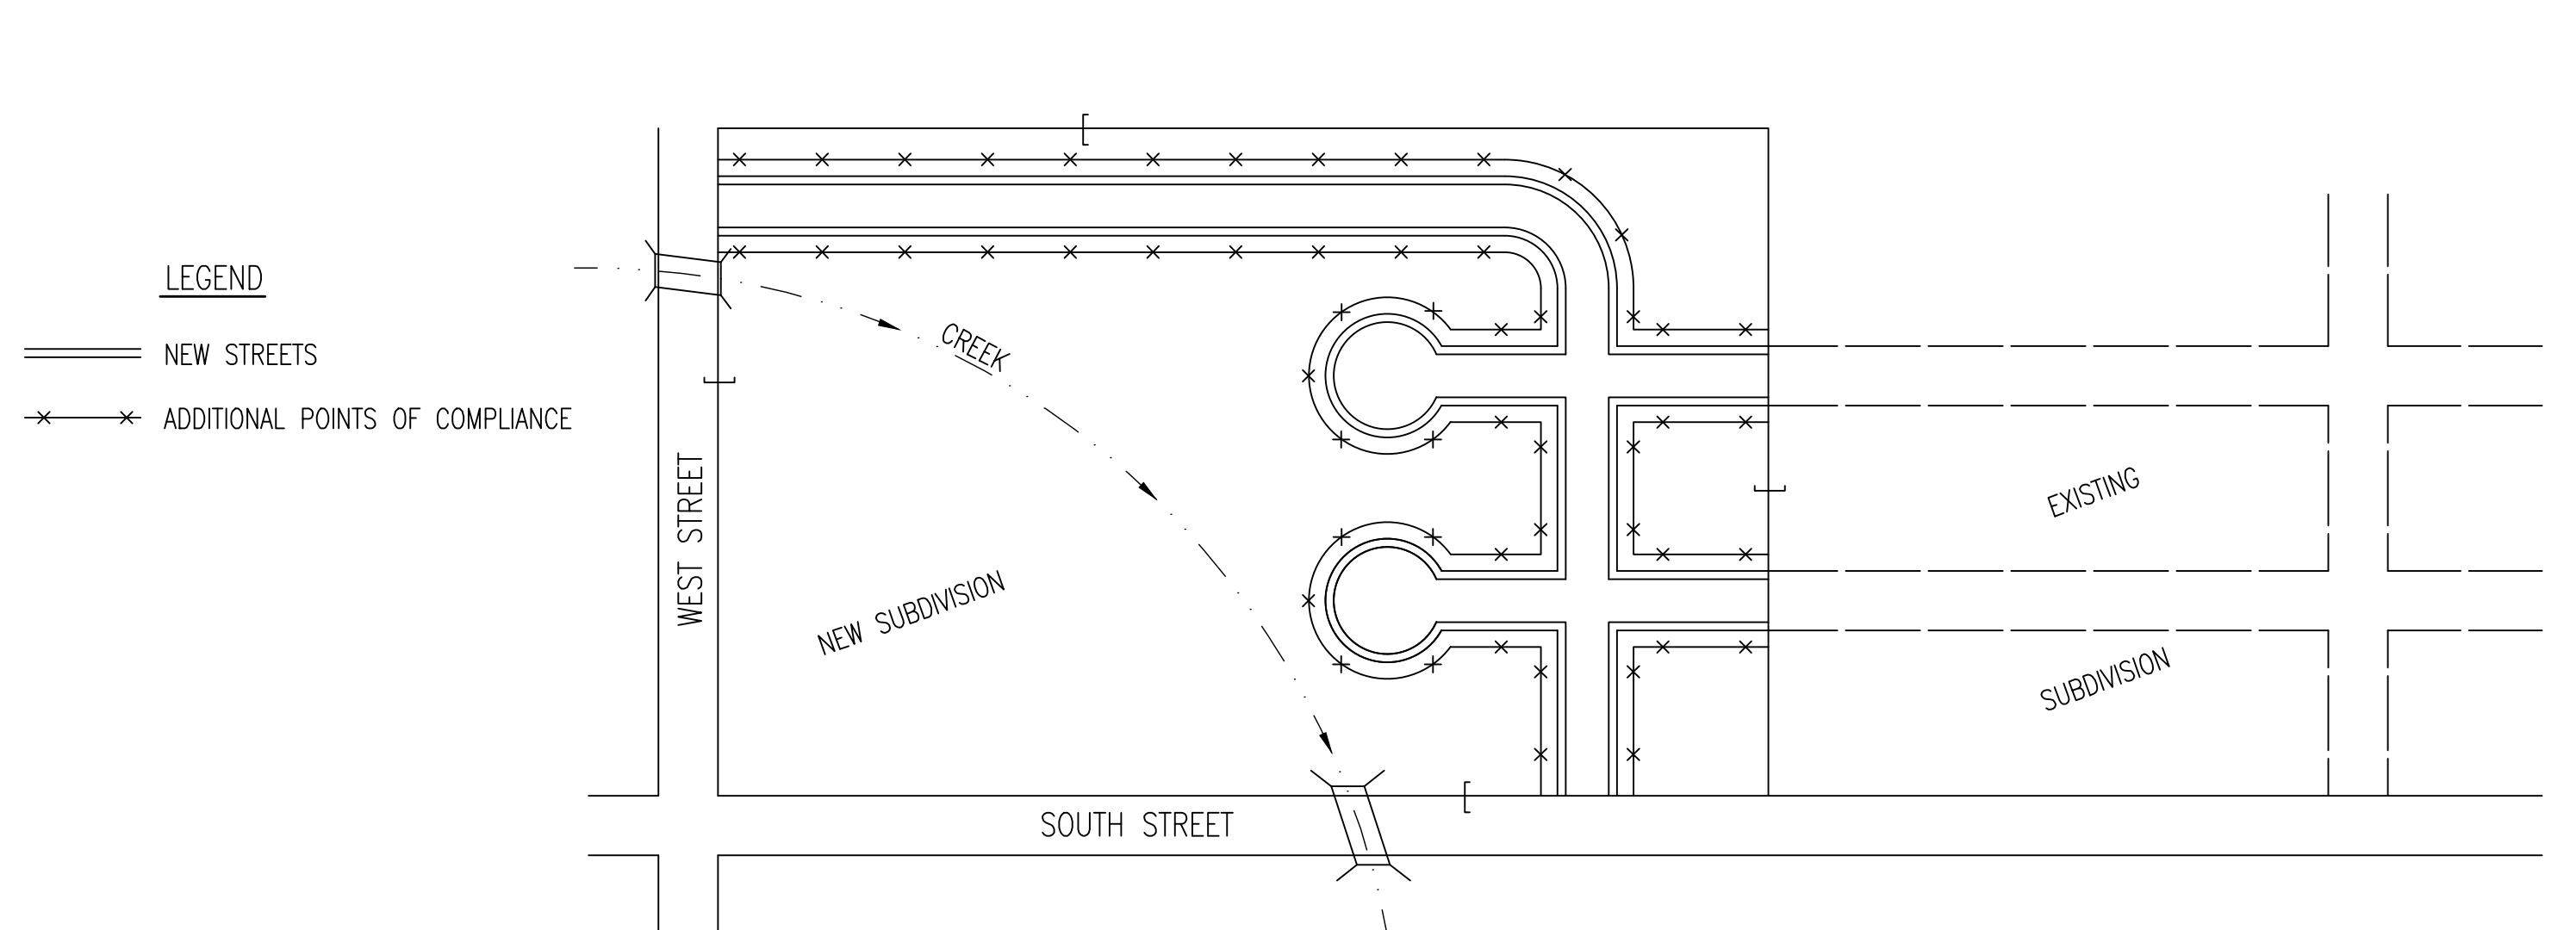 LEGEND
NEW STREETS
ADDITIONAL POINTS OF COMPLIANCE
CREEK
WEST STREET
NEW SUBDIVISION
SOUTH STREET
EXISTING
SUBDIVISION